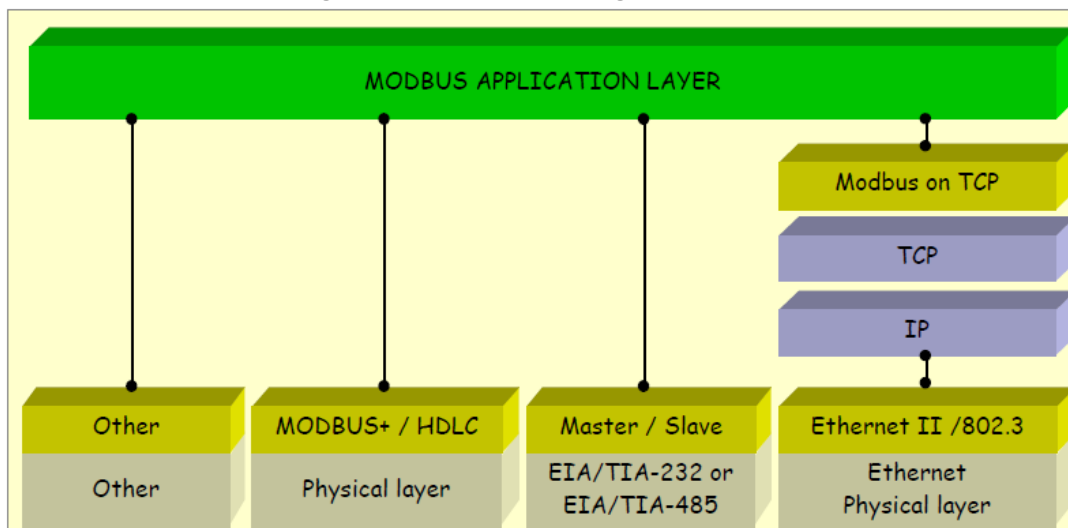 MODBUS APPLICATION LAYER
Modbus on TCP
TCP
IP
Other
MODBUS+ / HDLC
Master / Slave
Ethernet II /802.3
Other
Physical layer
EIA/TIA-232 or
EIA/TIA-485
Ethernet
Physical layer